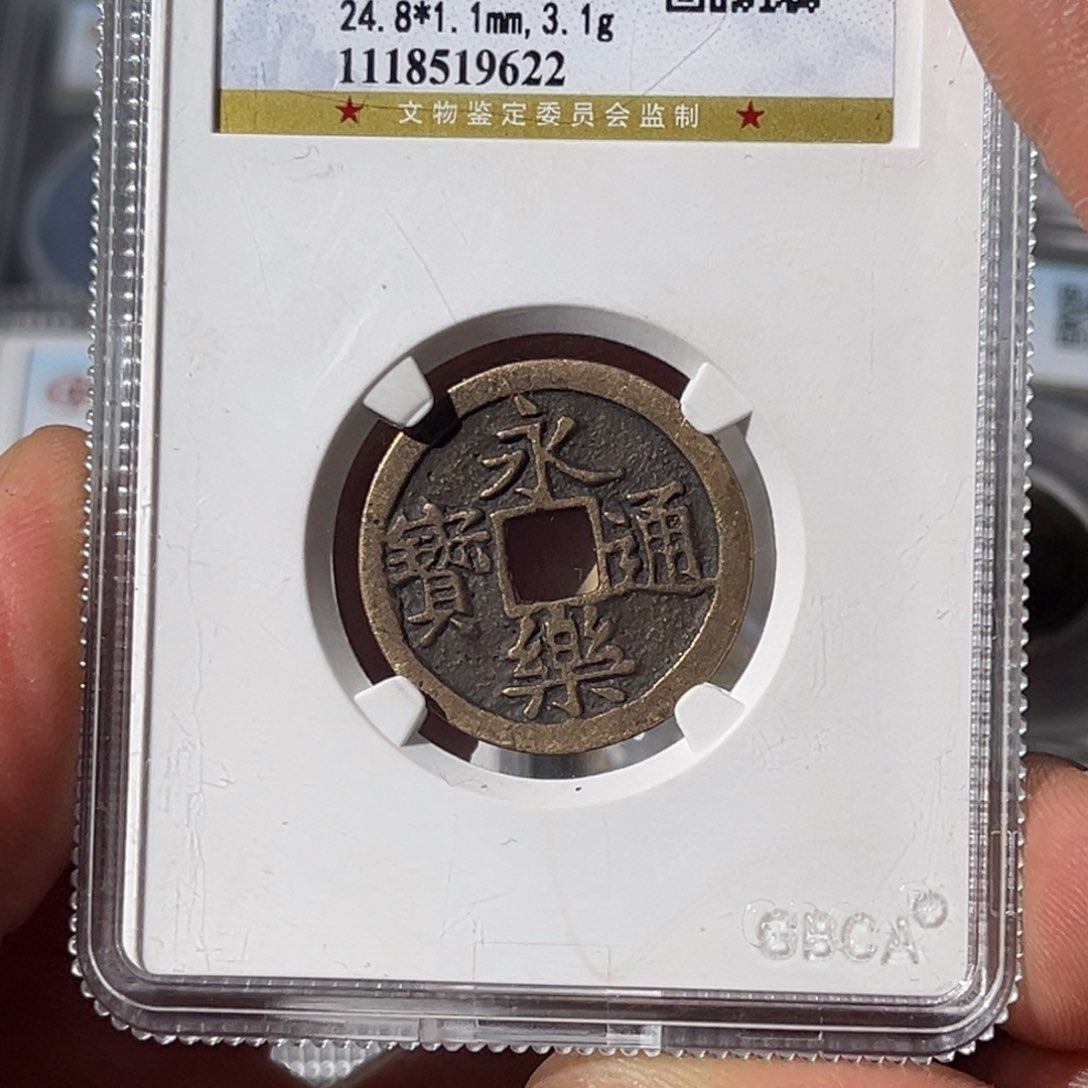 24.8*1.1mm,3.1g
1118519622
★ 文物鉴定委员会监制 ★
永樂通寶
GBCA®